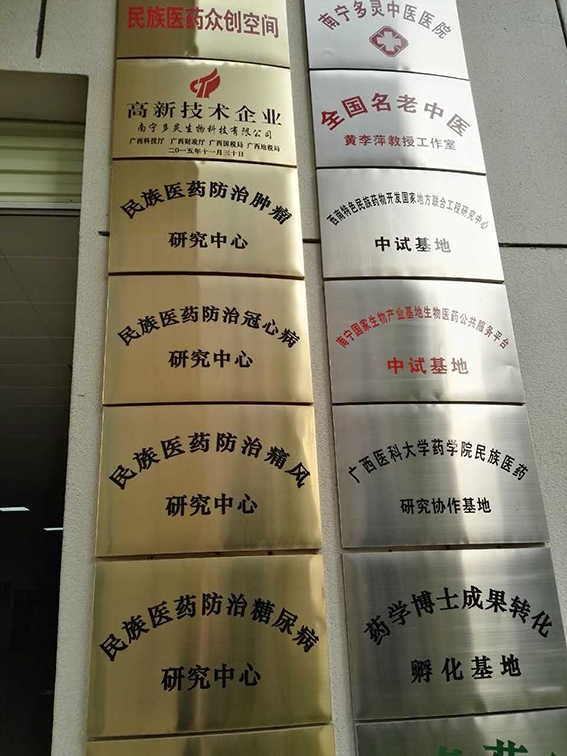 民族医药众创空间
高新技术企业
南宁多灵生物科技有限公司
广西科技厅 广西财政厅 广西国税局 广西地税局
二〇一五年十一月三十日
民族医药防治肿瘤
研究中心
民族医药防治冠心病
研究中心
民族医药防治痛风
研究中心
民族医药防治糖尿病
研究中心
南宁多灵中医医院
全国名老中医
黄李萍教授工作室
西南特色民族药物开发国家地方联合工程研究中心
中试基地
南宁国家生物产业基地生物医药公共服务平台
中试基地
广西医科大学药学院民族医药
研究协作基地
药学博士成果转化
孵化基地